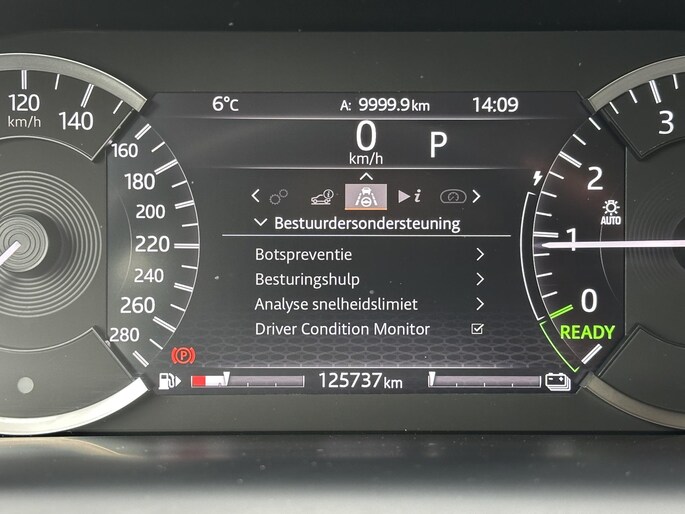 6°C A: 9999.9 km 14:09
0 P
km/h
120
km/h
140
160
180
200
220
240
260
280
i
Bestuurdersondersteuning
Botspreventie
Besturingshulp
Analyse snelheidslimiet
Driver Condition Monitor
3
2
AUTO
1
0
READY
P
125737 km